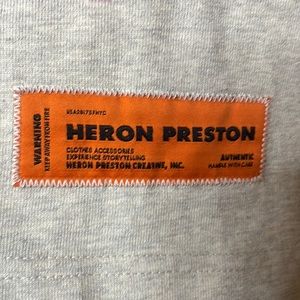 WARNING
KEEP AWAY FROM FIRE
HERON PRESTON
CLOTHES ACCESSORIES
EXPERIENCE STORYTELLING
HERON PRESTON CREATIVE, INC.
AUTHENTIC
HANDLE WITH CARE